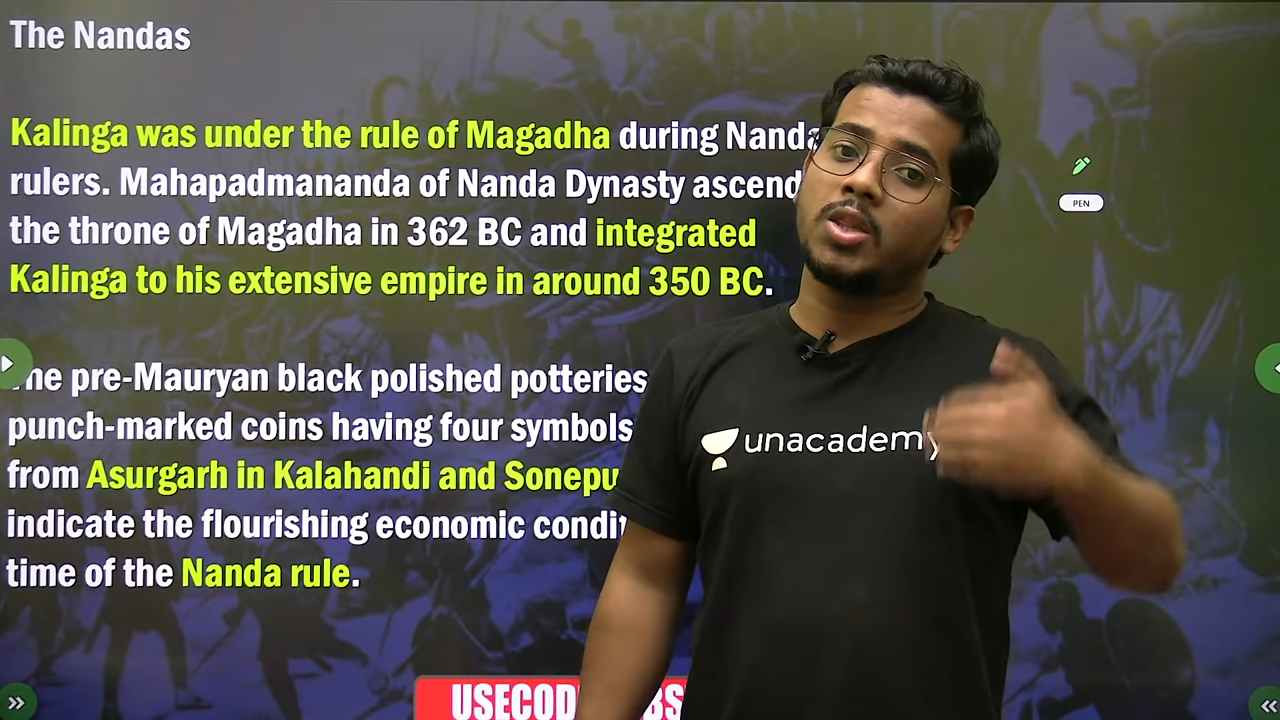 The Nandas
Kalinga was under the rule of Magadha during Nanda
rulers. Mahapadmananda of Nanda Dynasty ascend
the throne of Magadha in 362 BC and integrated
Kalinga to his extensive empire in around 350 BC.
PEN
pre-Mauryan black polished potteries
punch-marked coins having four symbols
from Asurgarh in Kalahandi and Sonepu
indicate the flourishing economic condi
time of the Nanda rule.
unacademy
USECOD